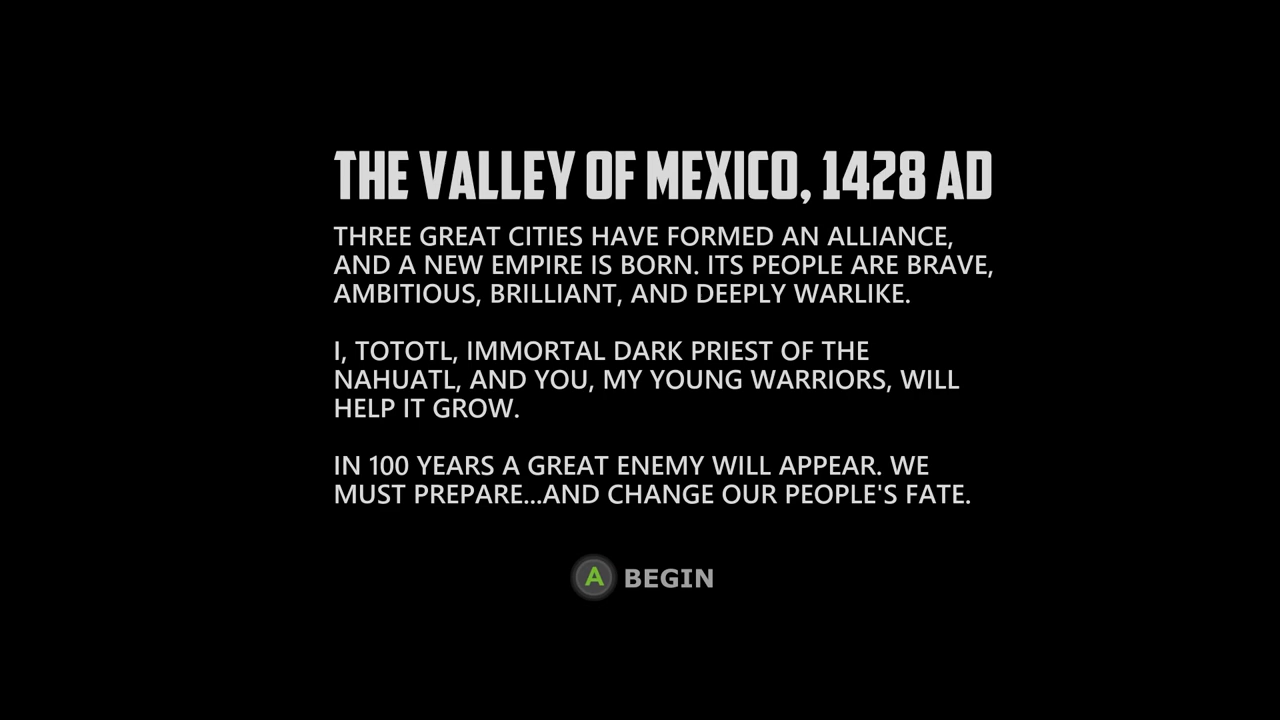 THE VALLEY OF MEXICO, 1428 AD
THREE GREAT CITIES HAVE FORMED AN ALLIANCE,
AND A NEW EMPIRE IS BORN. ITS PEOPLE ARE BRAVE,
AMBITIOUS, BRILLIANT, AND DEEPLY WARLIKE.
I, TOTOTL, IMMORTAL DARK PRIEST OF THE
NAHUATL, AND YOU, MY YOUNG WARRIORS, WILL
HELP IT GROW.
IN 100 YEARS A GREAT ENEMY WILL APPEAR. WE
MUST PREPARE...AND CHANGE OUR PEOPLE'S FATE.
A BEGIN